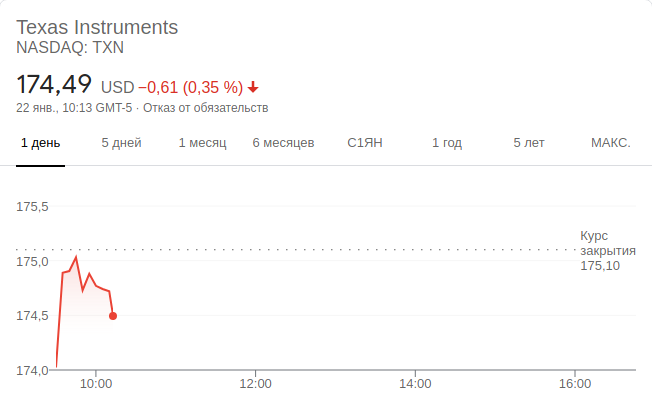 Texas Instruments
NASDAQ: TXN
174,49 USD −0,61 (0,35 %) ↓
22 янв., 10:13 GMT-5 · Отказ от обязательств
1 день 5 дней 1 месяц 6 месяцев С1ЯН 1 год 5 лет МАКС.
175,5
Курс
закрытия
175,10
175,0
174,5
174,0
10:00 12:00 14:00 16:00